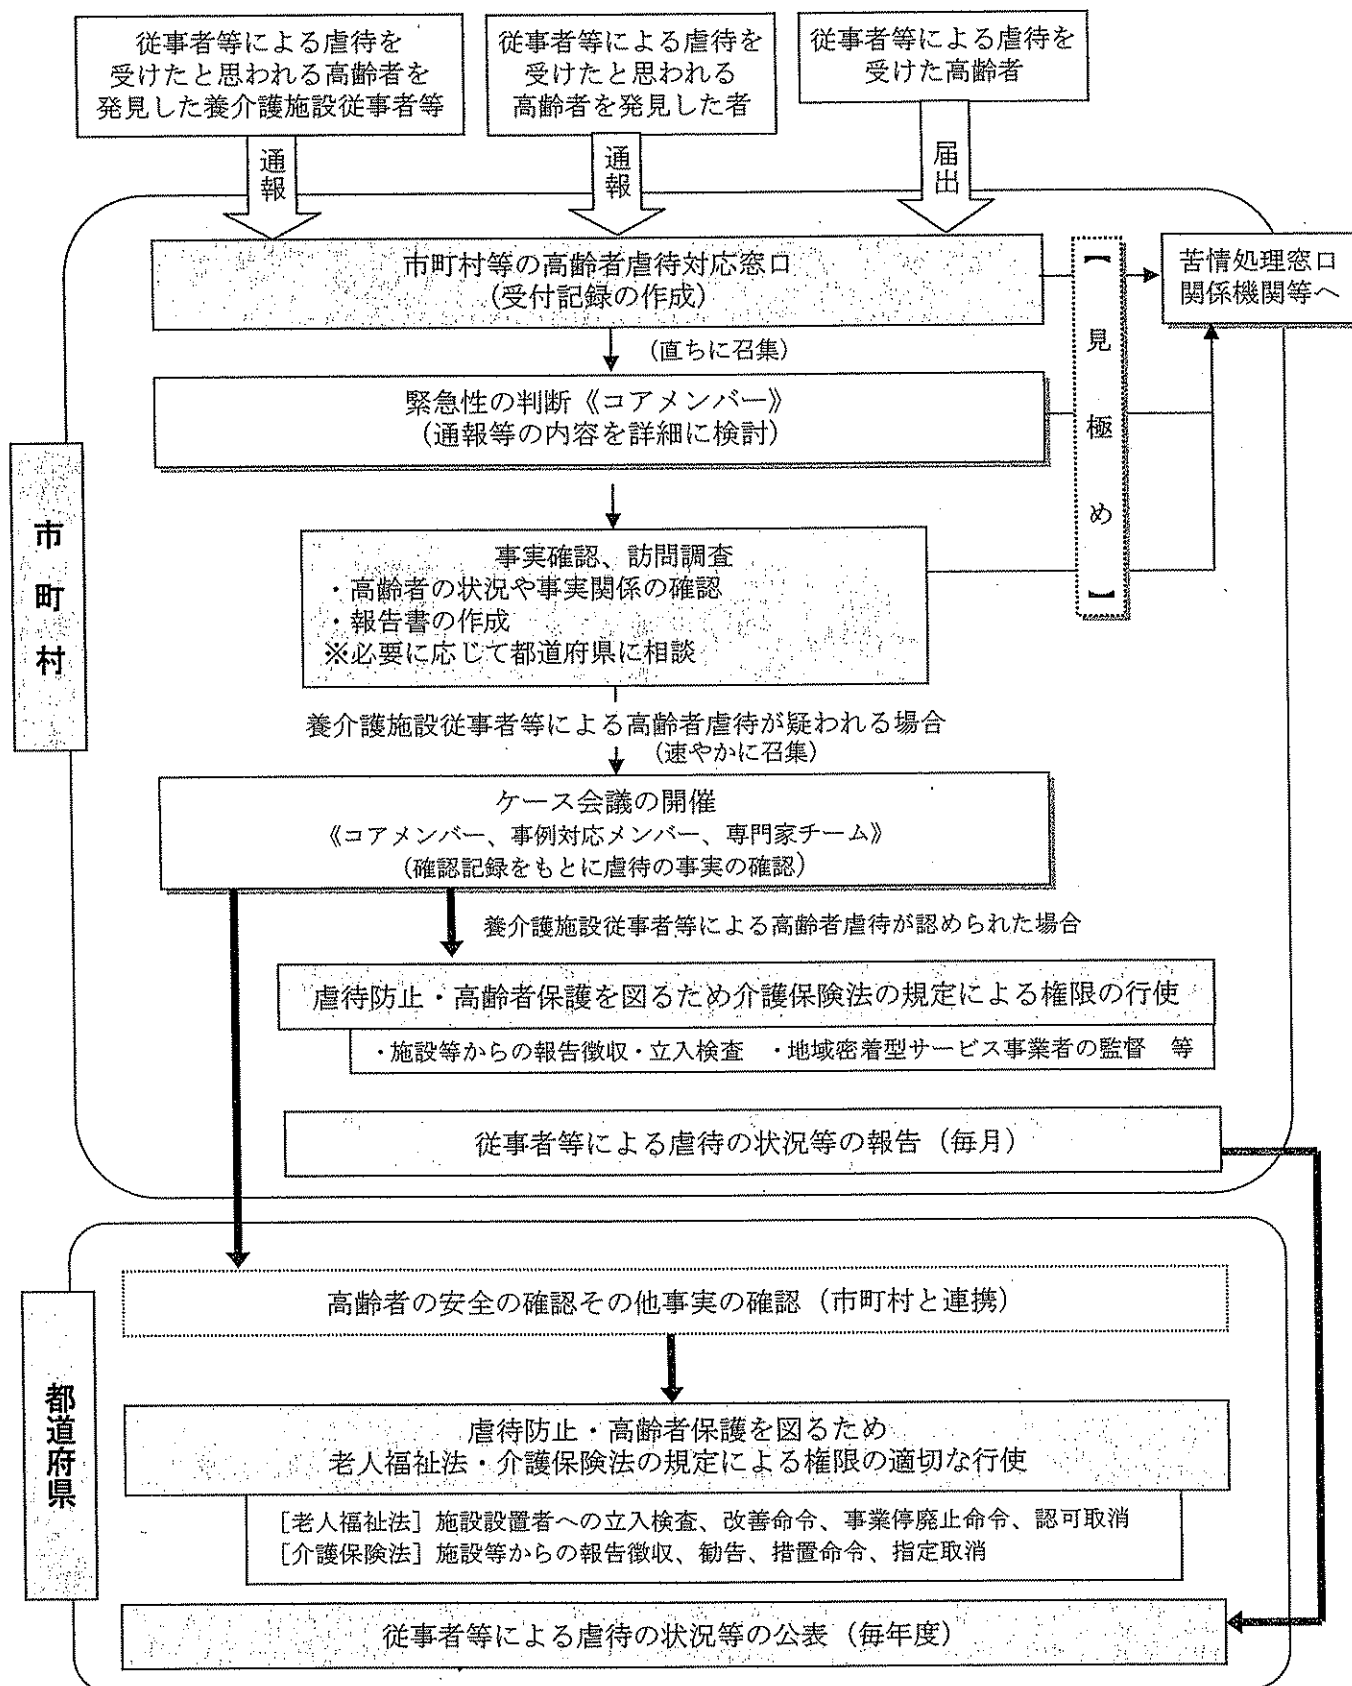 従事者等による虐待を
受けたと思われる高齢者を
発見した養介護施設従事者等
従事者等による虐待を
受けたと思われる
高齢者を発見した者
従事者等による虐待を
受けた高齢者
通報
通報
届出
市町村等の高齢者虐待対応窓口
(受付記録の作成)
【見極め】
苦情処理窓口
関係機関等へ
(直ちに召集)
緊急性の判断《コアメンバー》
(通報等の内容を詳細に検討)
市町村
事実確認、訪問調査
・高齢者の状況や事実関係の確認
・報告書の作成
※必要に応じて都道府県に相談
養介護施設従事者等による高齢者虐待が疑われる場合
(速やかに召集)
ケース会議の開催
《コアメンバー、事例対応メンバー、専門家チーム》
(確認記録をもとに虐待の事実の確認)
養介護施設従事者等による高齢者虐待が認められた場合
虐待防止・高齢者保護を図るため介護保険法の規定による権限の行使
・施設等からの報告徴収・立入検査　・地域密着型サービス事業者の監督　等
従事者等による虐待の状況等の報告（毎月）
都道府県
高齢者の安全の確認その他事実の確認（市町村と連携）
虐待防止・高齢者保護を図るため
老人福祉法・介護保険法の規定による権限の適切な行使
［老人福祉法］施設設置者への立入検査、改善命令、事業停廃止命令、認可取消
［介護保険法］施設等からの報告徴収、勧告、措置命令、指定取消
従事者等による虐待の状況等の公表（毎年度）